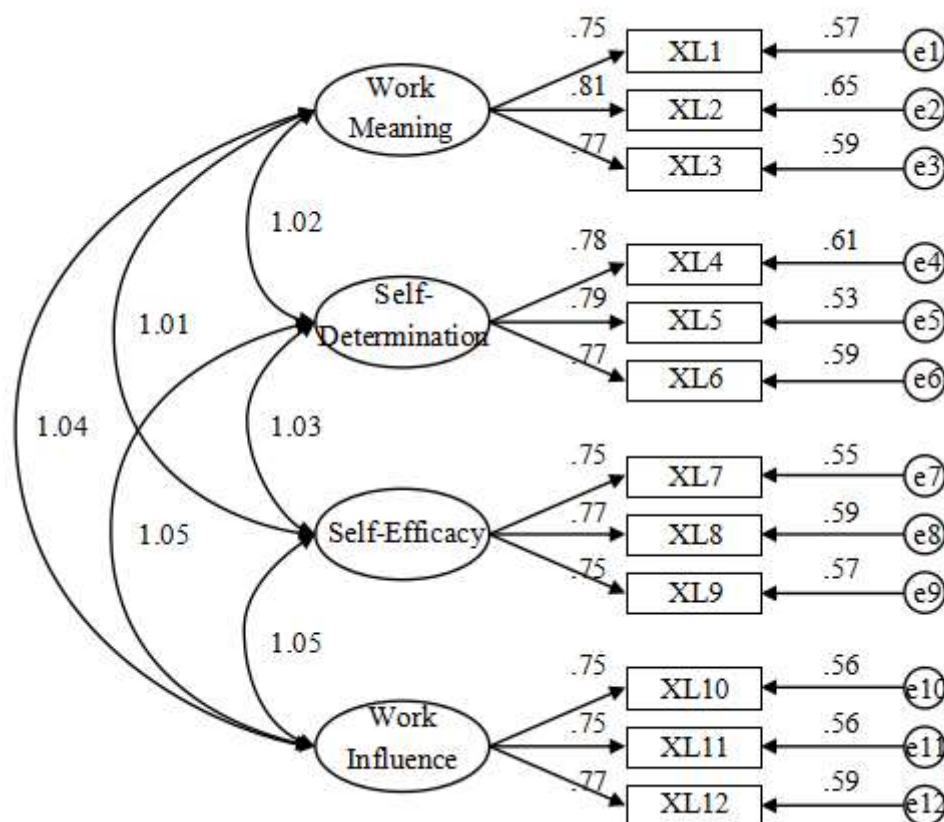 .75 XL1 .57 e1
Work
Meaning
.81 XL2 .65 e2
.77 XL3 .59 e3
1.02
.78 XL4 .61 e4
Self-
Determination
.79 XL5 .53 e5
.77 XL6 .59 e6
1.01
1.04
1.03
.75 XL7 .55 e7
Self-Efficacy
.77 XL8 .59 e8
.75 XL9 .57 e9
1.05
1.05
.75 XL10 .56 e10
Work
Influence
.75 XL11 .56 e11
.77 XL12 .59 e12